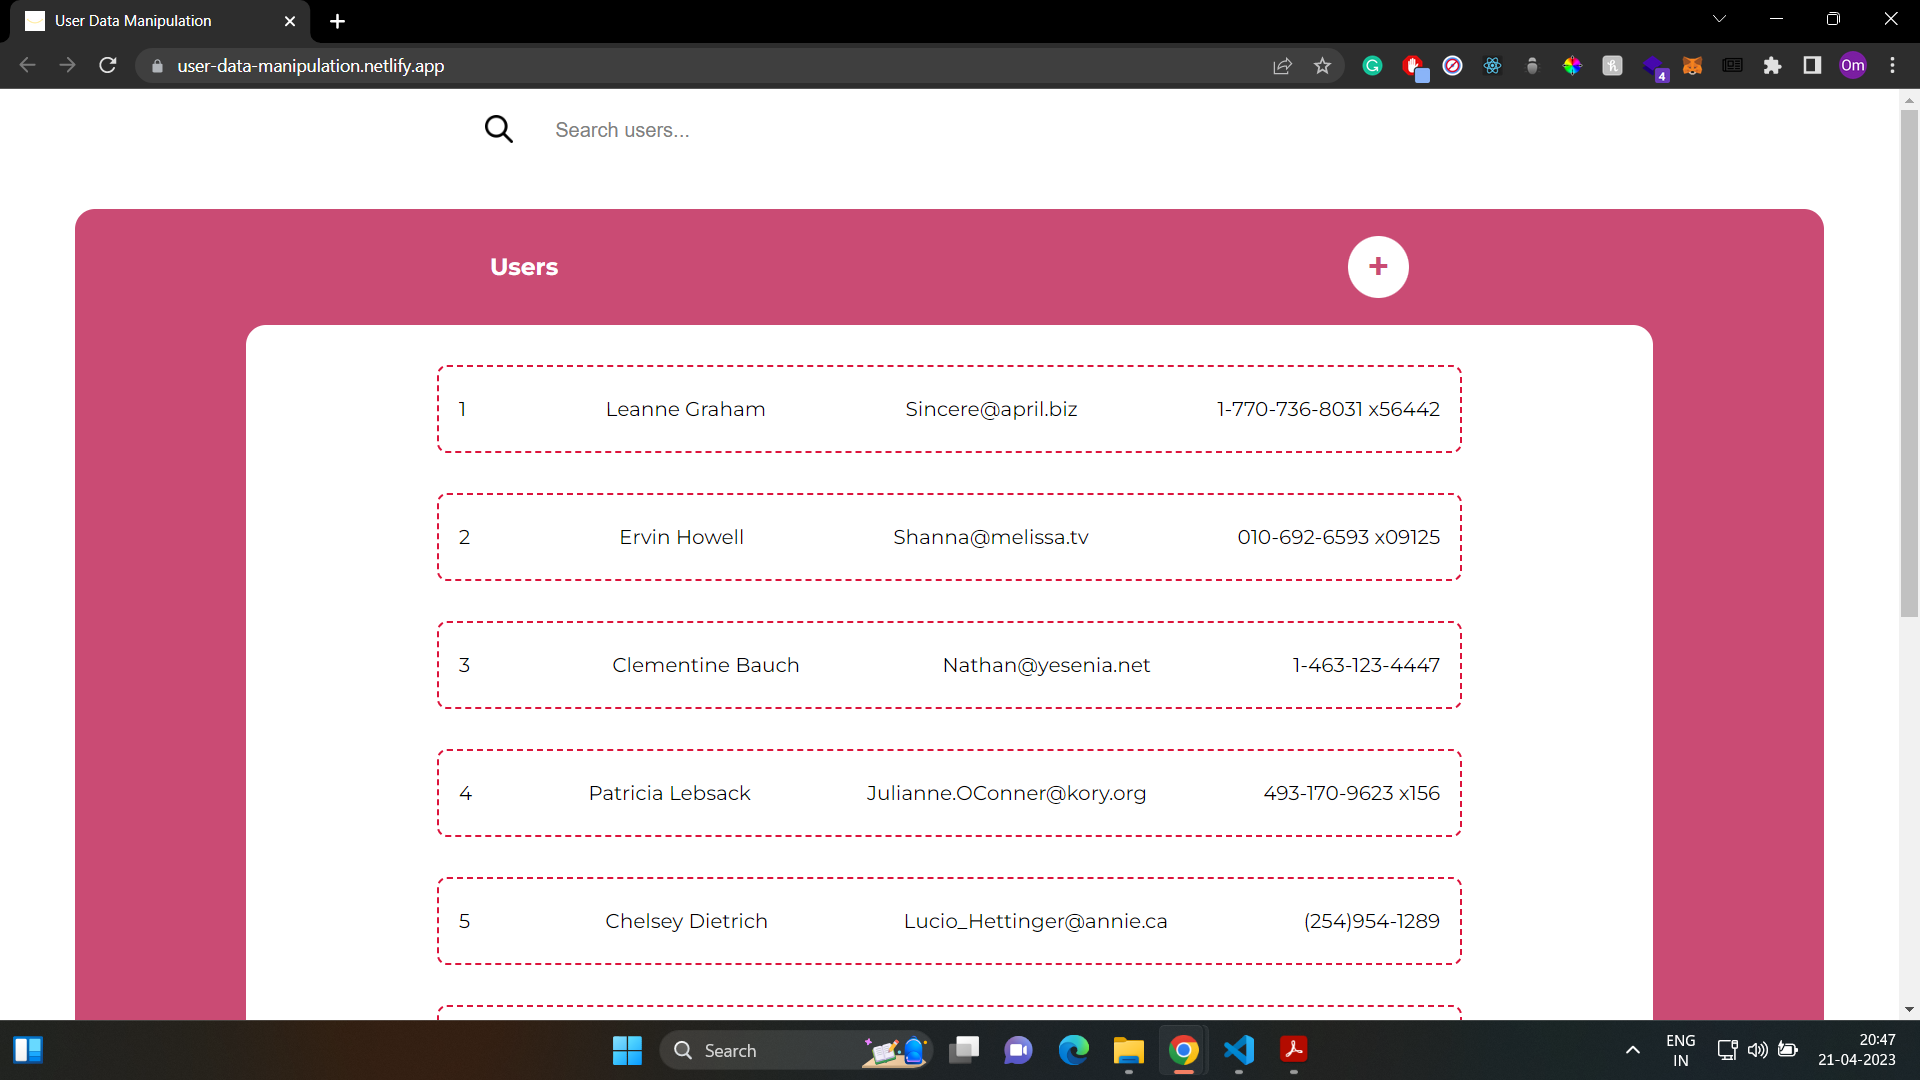 User Data Manipulation
user-data-manipulation.netlify.app
4
Om
Search users...
Users
+
1 Leanne Graham Sincere@april.biz 1-770-736-8031 x56442
2 Ervin Howell Shanna@melissa.tv 010-692-6593 x09125
3 Clementine Bauch Nathan@yesenia.net 1-463-123-4447
4 Patricia Lebsack Julianne.OConner@kory.org 493-170-9623 x156
5 Chelsey Dietrich Lucio_Hettinger@annie.ca (254)954-1289
Search
ENG
IN
20:47
21-04-2023